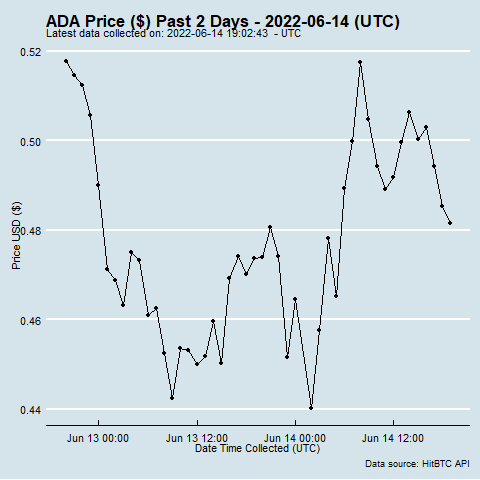 ADA Price ($) Past 2 Days - 2022-06-14 (UTC)
Latest data collected on: 2022-06-14 19:02:43 - UTC
0.52
0.50
0.48
0.46
0.44
Price USD ($)
Jun 13 00:00 Jun 13 12:00 Jun 14 00:00 Jun 14 12:00
Date Time Collected (UTC)
Data source: HitBTC API